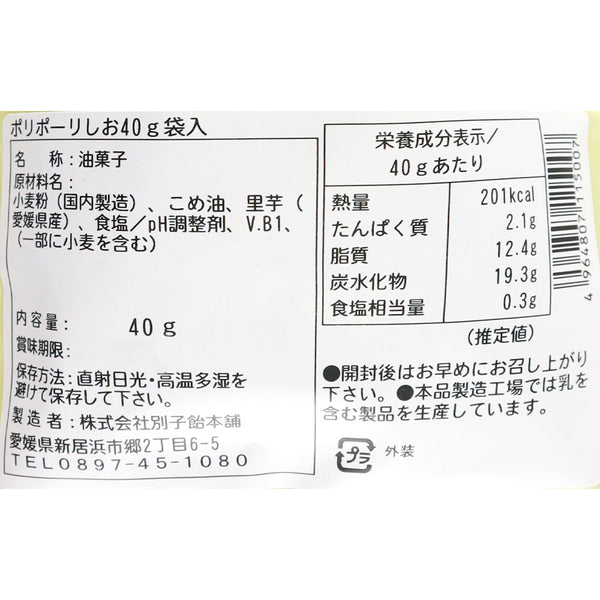 ポリポーリしお40ｇ袋入
名　称：油菓子
原材料名：
小麦粉（国内製造）、こめ油、里芋（
愛媛県産）、食塩／pH調整剤、V.B1、
（一部に小麦を含む）
内容量：　40ｇ
賞味期限：
保存方法：直射日光・高温多湿を
避けて保存して下さい。
製造者：株式会社別子飴本舗
愛媛県新居浜市郷2丁目6-5
TEL0897-45-1080
栄養成分表示／
40ｇあたり
熱量　201kcal
たんぱく質　2.1g
脂質　12.4g
炭水化物　19.3g
食塩相当量　0.3g
（推定値）
●開封後はお早めにお召し上がり
下さい。●本品製造工場では乳を
含む製品を生産しています。
プラ　外装
4964807115007